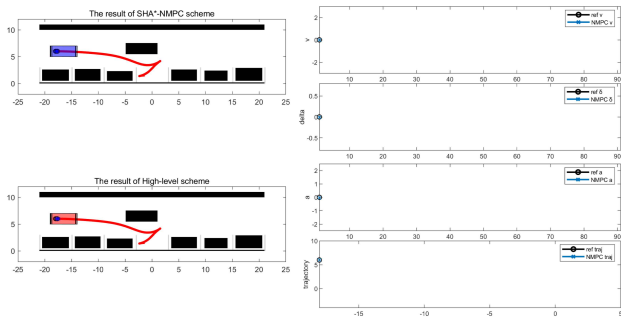 The result of SHA*-NMPC scheme
10
5
0
-25 -20 -15 -10 -5 0 5 10 15 20 25
The result of High-level scheme
10
5
0
-25 -20 -15 -10 -5 0 5 10 15 20 25
v
2
0
-2
ref v
NMPC v
10 20 30 40 50 60 70 80 90
delta
0.5
0
-0.5
ref δ
NMPC δ
10 20 30 40 50 60 70 80 90
a
2
0
-2
ref a
NMPC a
10 20 30 40 50 60 70 80 90
trajectory
10
5
0
ref traj
NMPC traj
-15 -10 -5 0 5